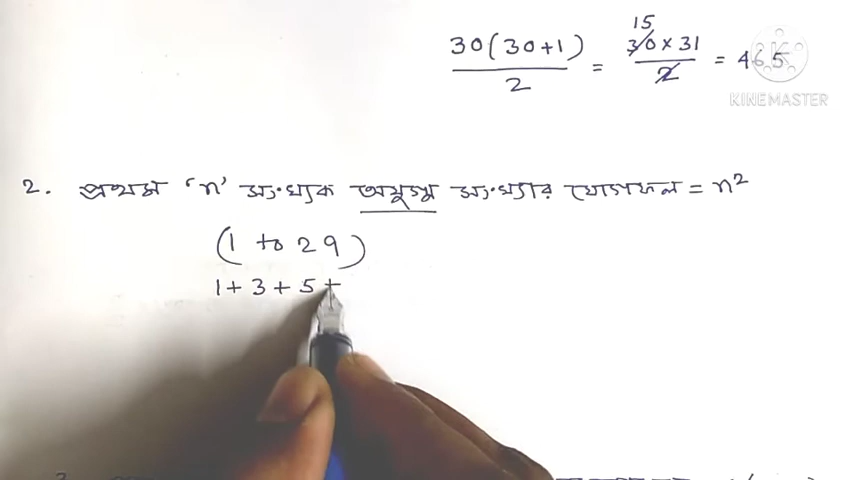 30(30+1)/2 = 15 30 × 31/2 = 465
KINEMASTER
2. প্রথম ‘n’ সংখ্যক অযুগ্ম সংখ্যার যোগফল = n²
(1 to 29)
1 + 3 + 5 +